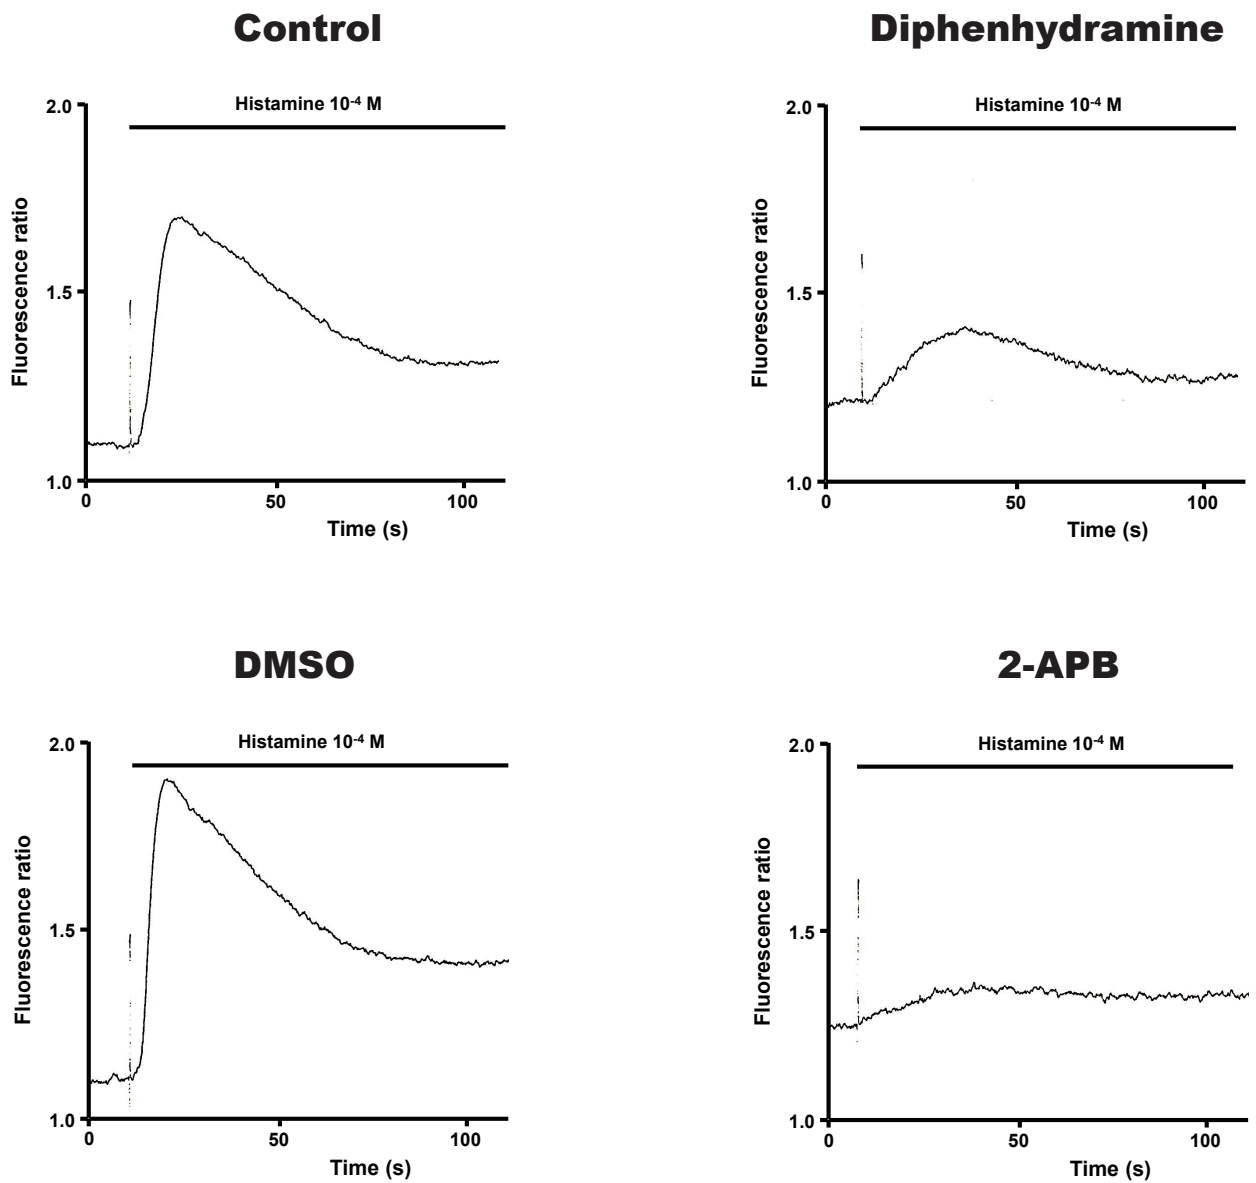 Control
Histamine 10-4 M
2.0
1.5
1.0
Fluorescence ratio
0 50 100
Time (s)
Diphenhydramine
Histamine 10-4 M
2.0
1.5
1.0
Fluorescence ratio
0 50 100
Time (s)
DMSO
Histamine 10-4 M
2.0
1.5
1.0
Fluorescence ratio
0 50 100
Time (s)
2-APB
Histamine 10-4 M
2.0
1.5
1.0
Fluorescence ratio
0 50 100
Time (s)